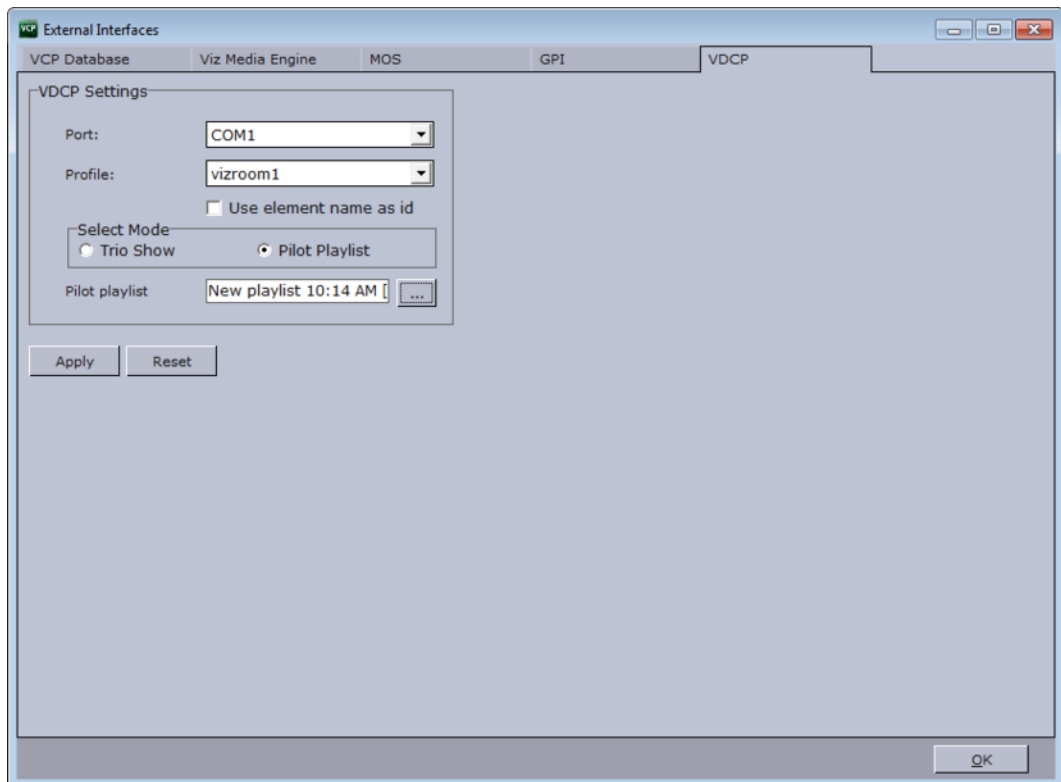 VCP External Interfaces
VCP Database Viz Media Engine MOS GPI VDCP
VDCP Settings
Port: COM1
Profile: vizroom1
Use element name as id
Select Mode
Trio Show Pilot Playlist
Pilot playlist New playlist 10:14 AM [ ...
Apply Reset
OK